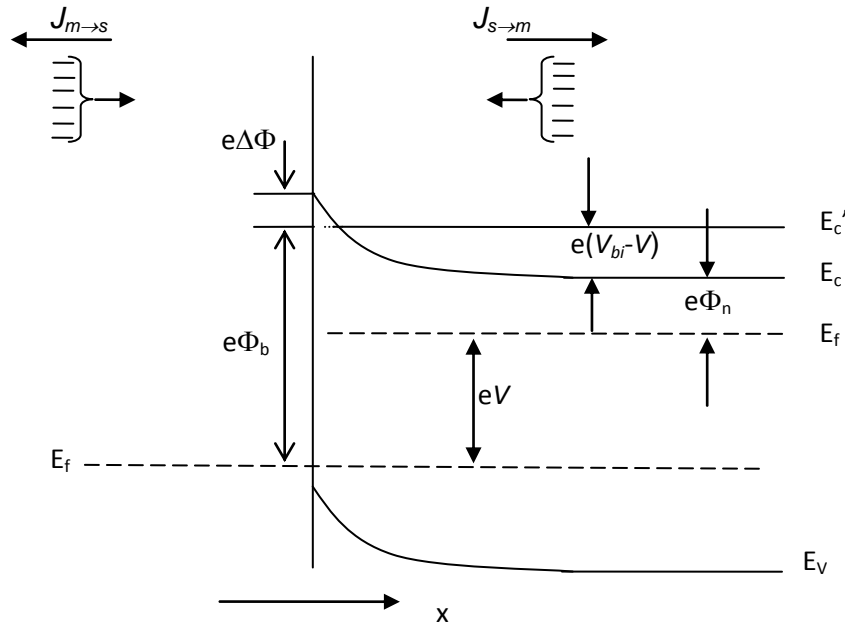 J_{m→s}
J_{s→m}
eΔΦ
E_c′
e(V_{bi}-V)
E_c
eΦ_n
E_f
eΦ_b
eV
E_f
E_V
x